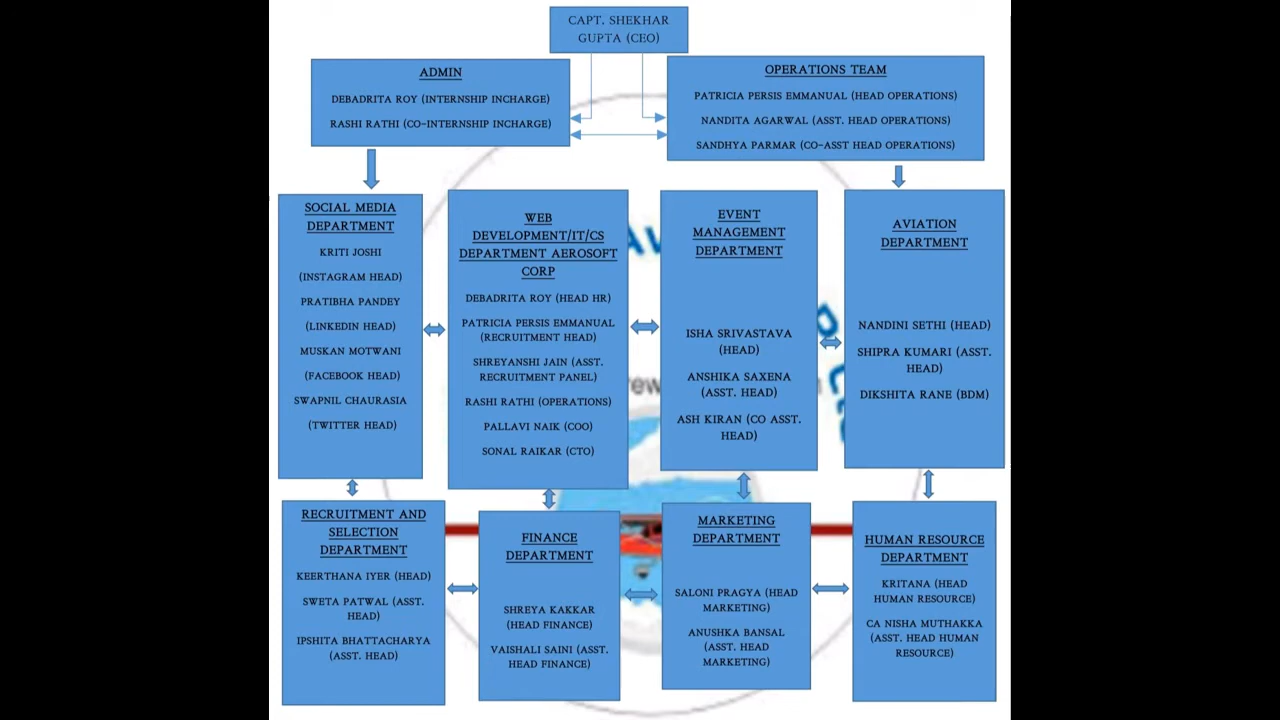 CAPT. SHEKHAR
GUPTA (CEO)
ADMIN
DEBADRITA ROY (INTERNSHIP INCHARGE)
RASHI RATHI (CO-INTERNSHIP INCHARGE)
OPERATIONS TEAM
PATRICIA PERSIS EMMANUAL (HEAD OPERATIONS)
NANDITA AGARWAL (ASST. HEAD OPERATIONS)
SANDHYA PARMAR (CO-ASST HEAD OPERATIONS)
SOCIAL MEDIA
DEPARTMENT
KRITI JOSHI
(INSTAGRAM HEAD)
PRATIBHA PANDEY
(LINKEDIN HEAD)
MUSKAN MOTWANI
(FACEBOOK HEAD)
SWAPNIL CHAURASIA
(TWITTER HEAD)
WEB
DEVELOPMENT/IT/CS
DEPARTMENT AEROSOFT
CORP
DEBADRITA ROY (HEAD HR)
PATRICIA PERSIS EMMANUAL
(RECRUITMENT HEAD)
SHREYANSHI JAIN (ASST.
RECRUITMENT PANEL)
RASHI RATHI (OPERATIONS)
PALLAVI NAIK (COO)
SONAL RAIKAR (CTO)
EVENT
MANAGEMENT
DEPARTMENT
ISHA SRIVASTAVA
(HEAD)
ANSHIKA SAXENA
(ASST. HEAD)
ASH KIRAN (CO ASST.
HEAD)
AVIATION
DEPARTMENT
NANDINI SETHI (HEAD)
SHIPRA KUMARI (ASST.
HEAD)
DIKSHITA RANE (BDM)
RECRUITMENT AND
SELECTION
DEPARTMENT
KEERTHANA IYER (HEAD)
SWETA PATWAL (ASST.
HEAD)
IPSHITA BHATTACHARYA
(ASST. HEAD)
FINANCE
DEPARTMENT
SHREYA KAKKAR
(HEAD FINANCE)
VAISHALI SAINI (ASST.
HEAD FINANCE)
MARKETING
DEPARTMENT
SALONI PRAGYA (HEAD
MARKETING)
ANUSHKA BANSAL
(ASST. HEAD
MARKETING)
HUMAN RESOURCE
DEPARTMENT
KRITANA (HEAD
HUMAN RESOURCE)
CA NISHA MUTHAKKA
(ASST. HEAD HUMAN
RESOURCE)